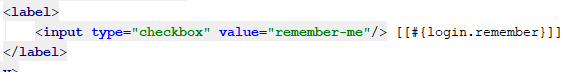 <label>
<input type="checkbox" value="remember-me"/> [[#{login.remember}]]
</label>